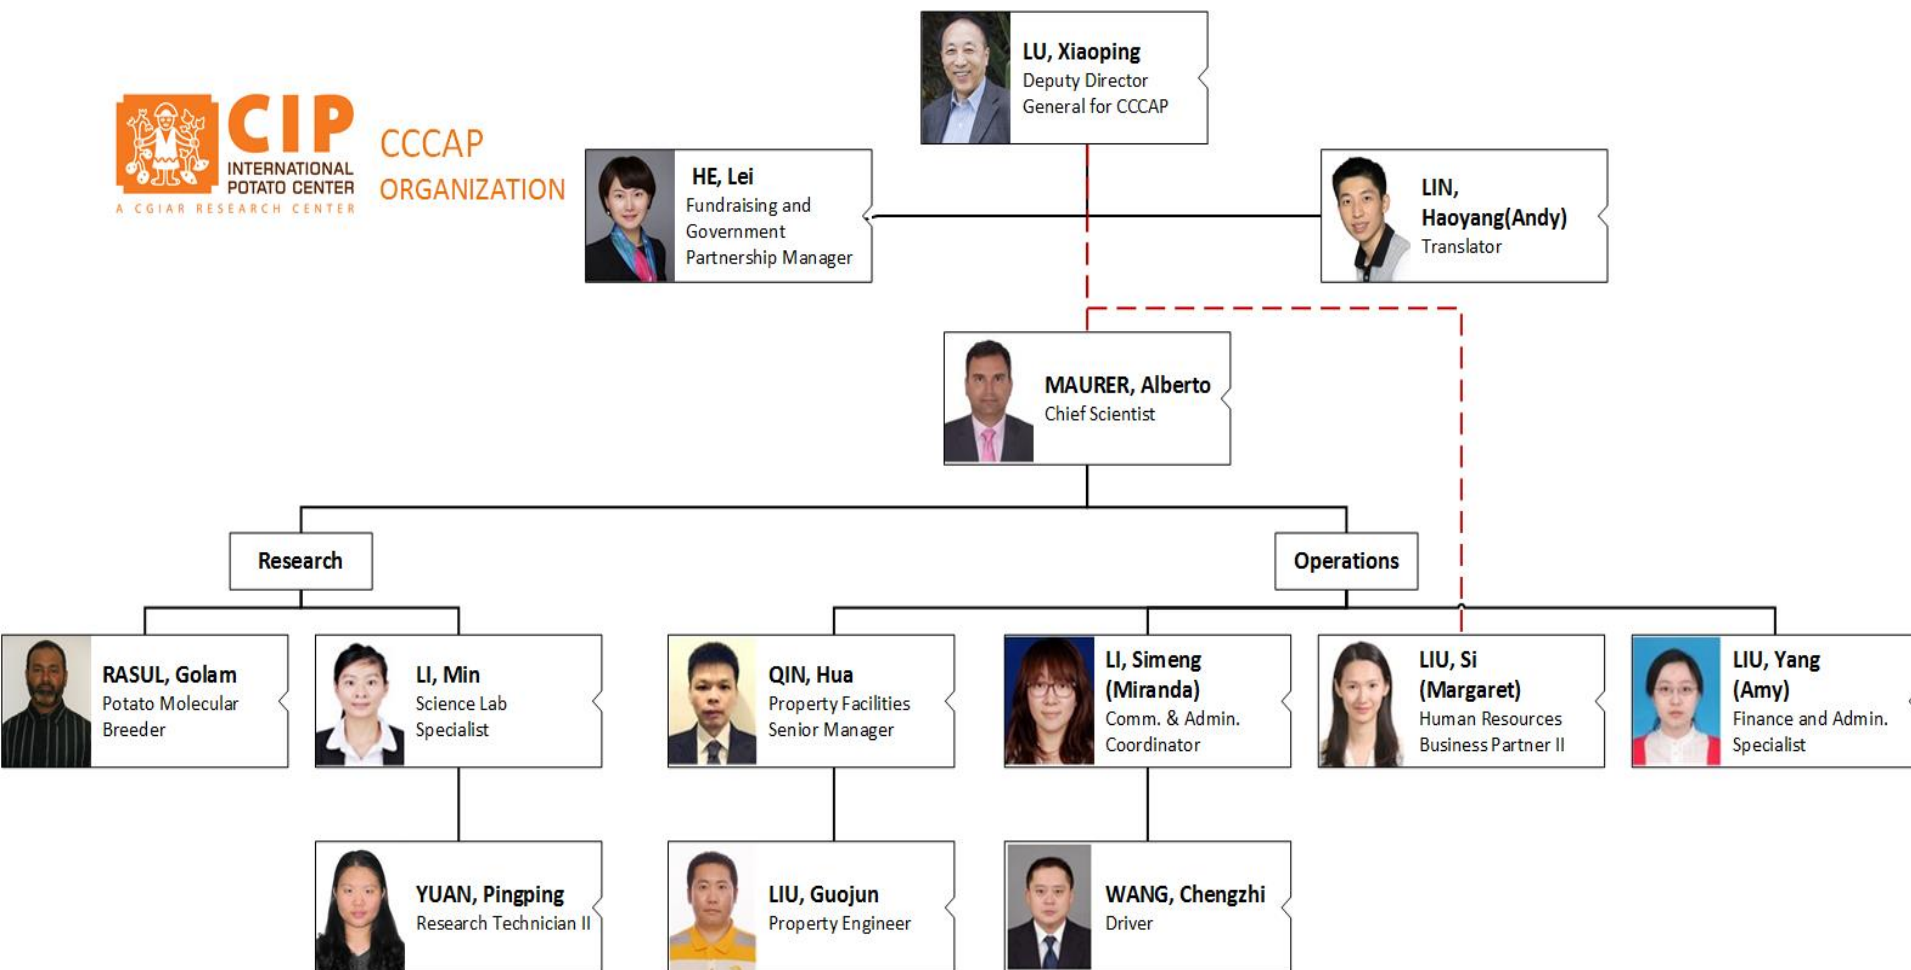 LU, Xiaoping
Deputy Director
General for CCCAP
CIP
INTERNATIONAL
POTATO CENTER
A CGIAR RESEARCH CENTER
CCCAP
ORGANIZATION
HE, Lei
Fundraising and
Government
Partnership Manager
LIN,
Haoyang(Andy)
Translator
MAURER, Alberto
Chief Scientist
Research
Operations
RASUL, Golam
Potato Molecular
Breeder
LI, Min
Science Lab
Specialist
QIN, Hua
Property Facilities
Senior Manager
LI, Simeng
(Miranda)
Comm. & Admin.
Coordinator
LIU, Si
(Margaret)
Human Resources
Business Partner II
LIU, Yang
(Amy)
Finance and Admin.
Specialist
YUAN, Pingping
Research Technician II
LIU, Guojun
Property Engineer
WANG, Chengzhi
Driver